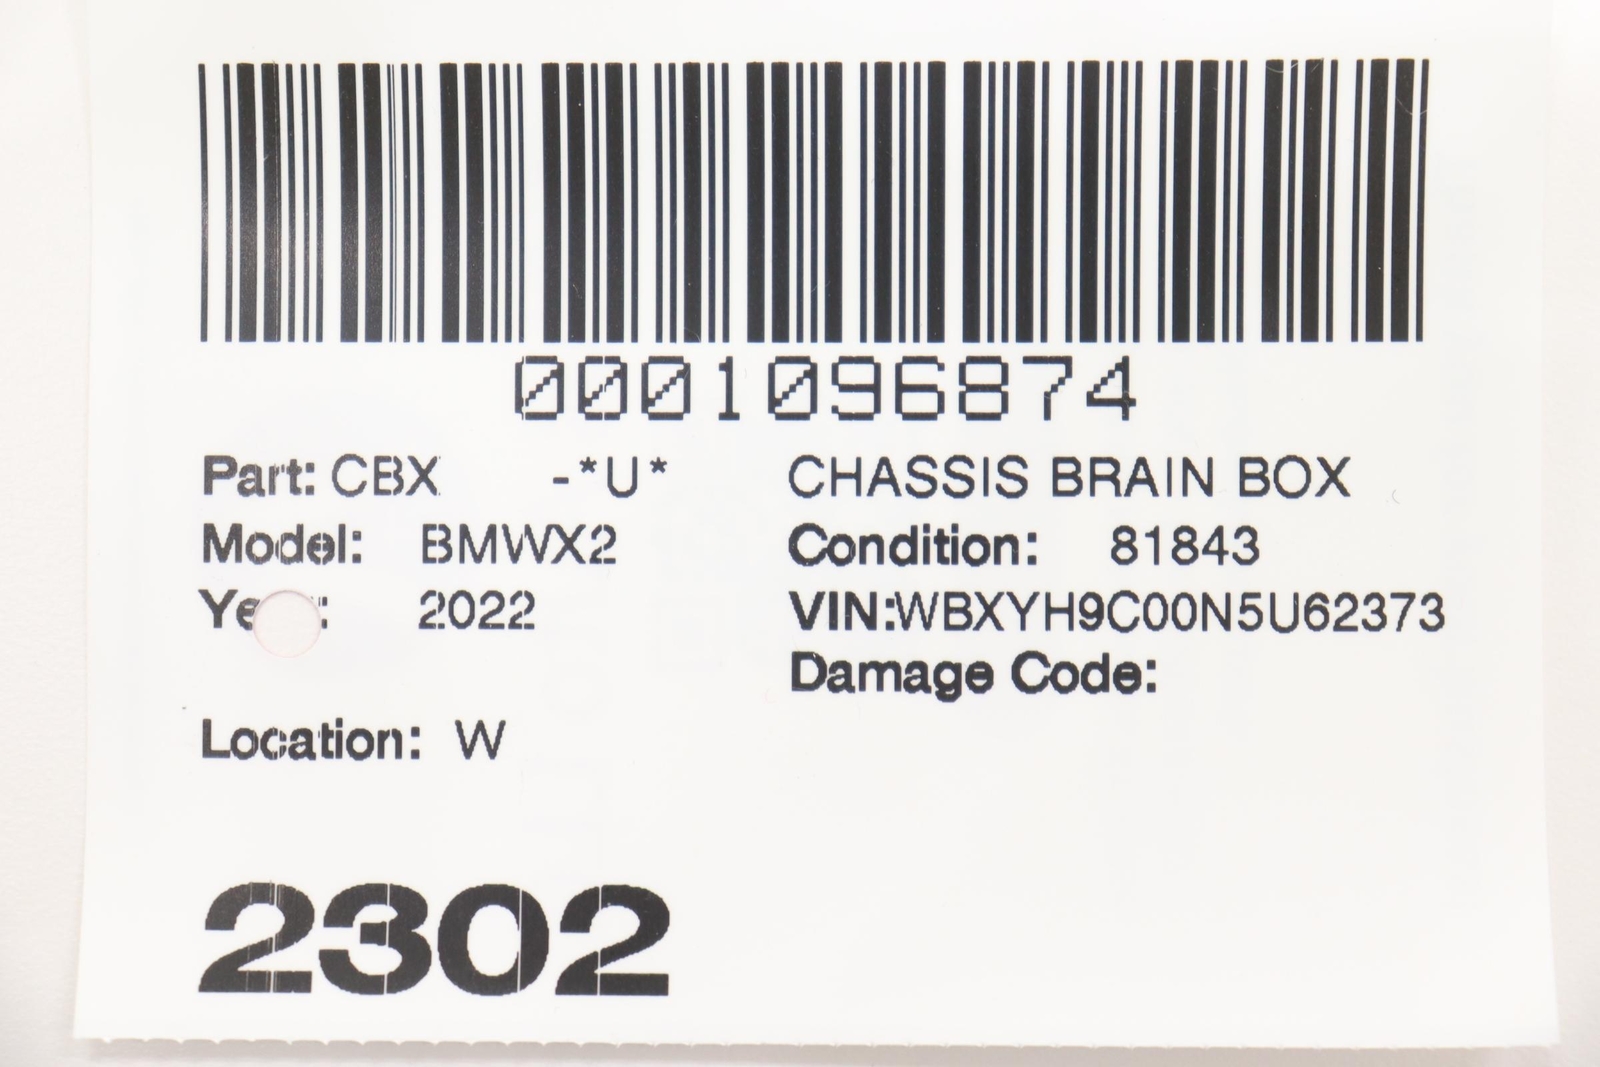 0001096874
Part: CBX -*U* CHASSIS BRAIN BOX
Model: BMWX2 Condition: 81843
2022 VIN:WBXYH9C00N5U62373
Damage Code:
Location: W
2302